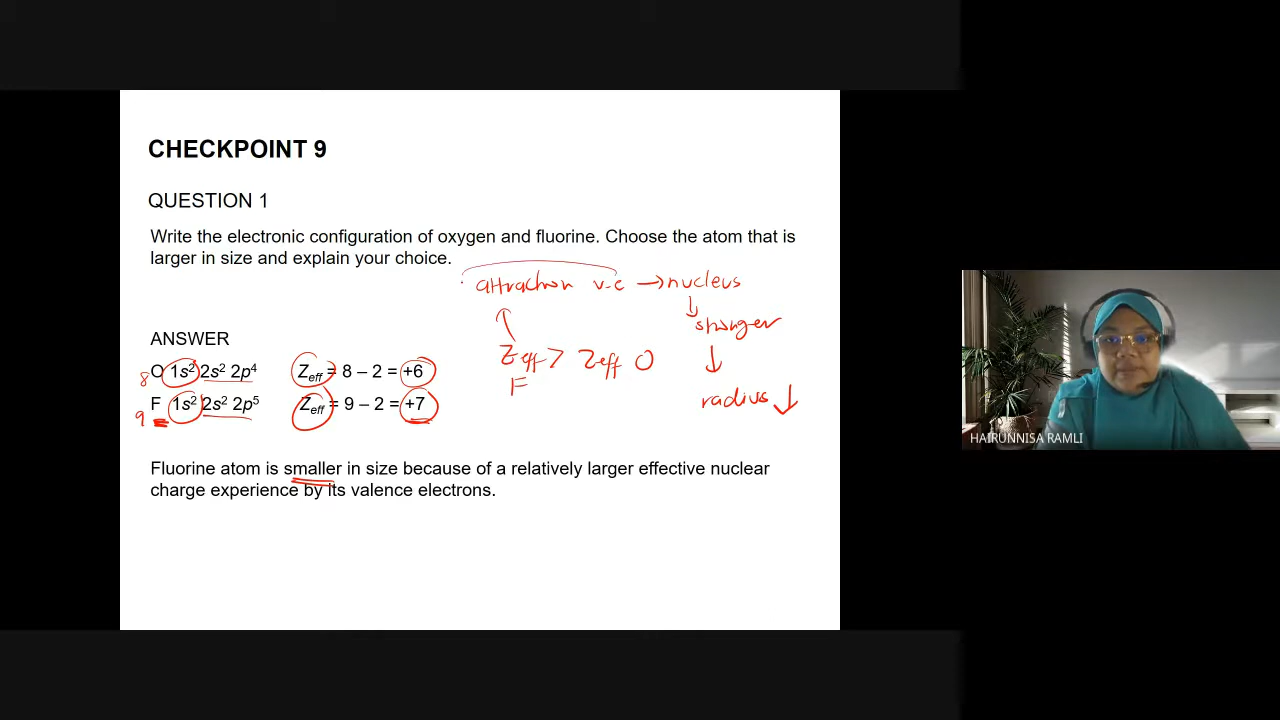 CHECKPOINT 9
QUESTION 1
Write the electronic configuration of oxygen and fluorine. Choose the atom that is
larger in size and explain your choice.
attraction v.e → nucleus
↓
stronger
↓
radius ↓
↑
Zeff > Zeff O
F
ANSWER
8 O 1s² 2s² 2p⁴ Zeff = 8 – 2 = +6
9 F 1s² 2s² 2p⁵ Zeff = 9 – 2 = +7
Fluorine atom is smaller in size because of a relatively larger effective nuclear
charge experience by its valence electrons.
HAIRUNNISA RAMLI